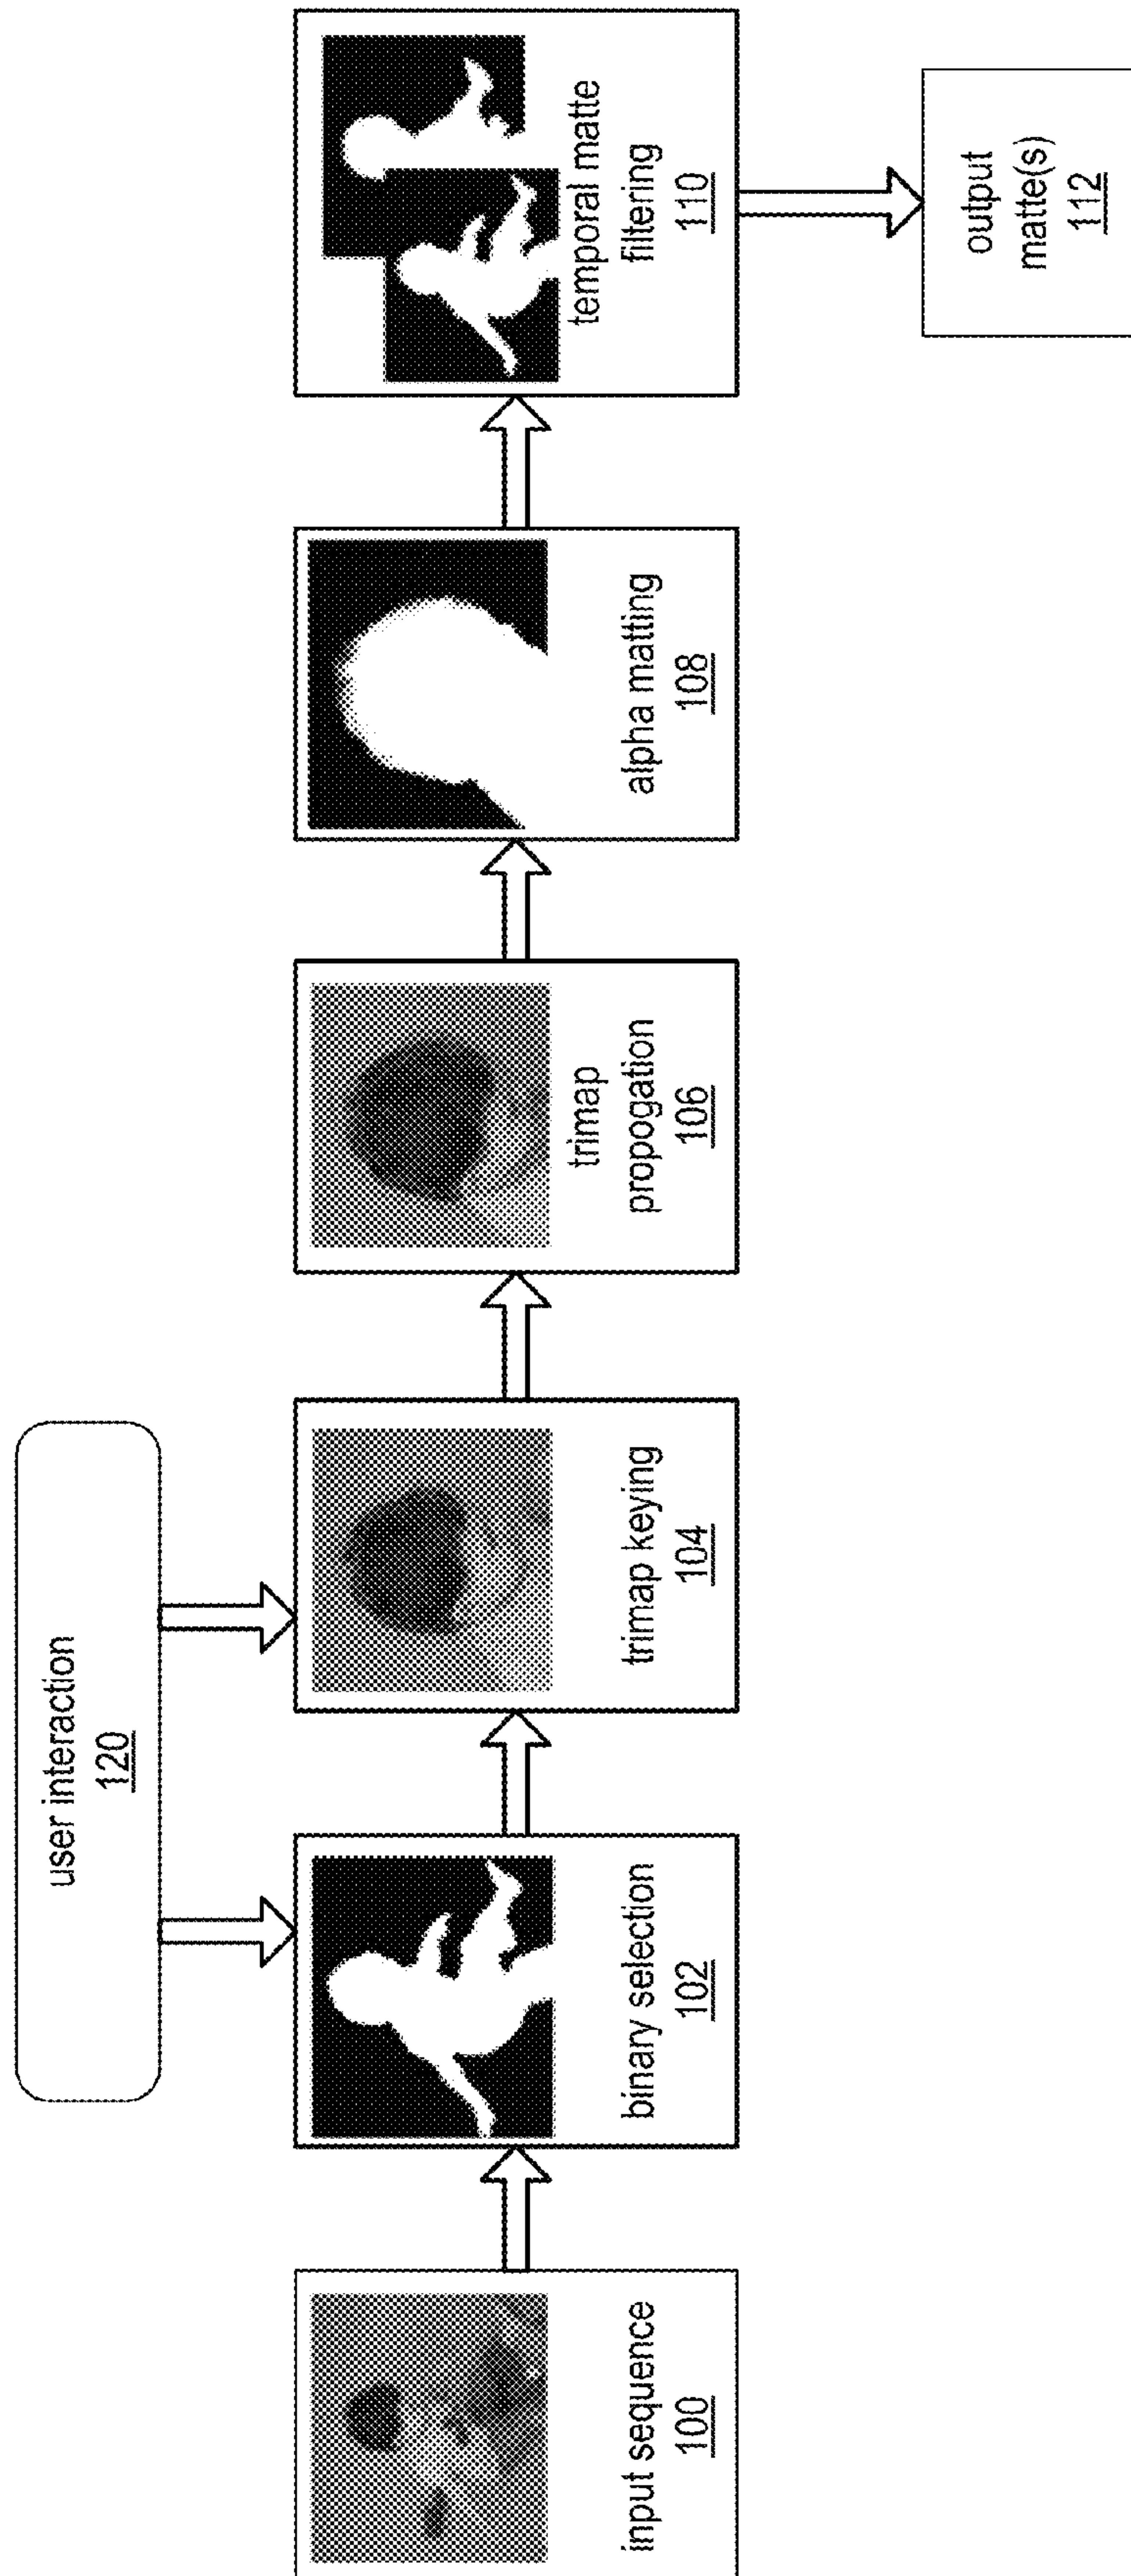 user interaction
120
input sequence
100
binary selection
102
trimap keying
104
trimap
propogation
106
alpha matting
108
temporal matte
filtering
110
output
matte(s)
112